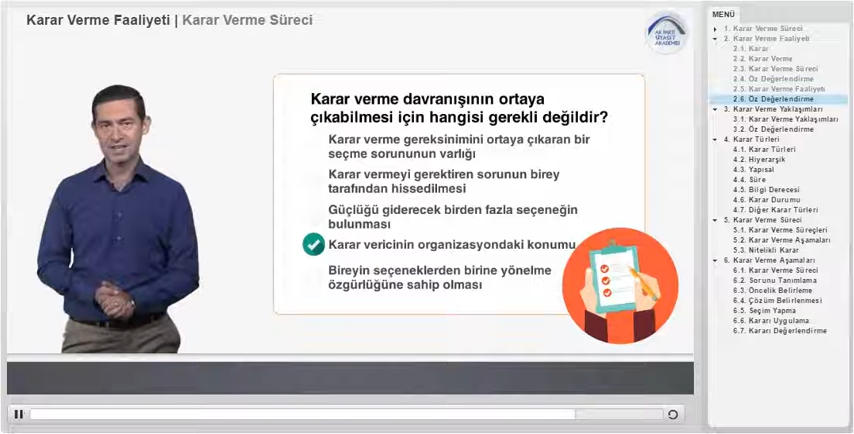 Karar Verme Faaliyeti | Karar Verme Süreci
AK PARTİ
SİYASET
AKADEMİSİ
Karar verme davranışının ortaya
çıkabilmesi için hangisi gerekli değildir?
Karar verme gereksinimini ortaya çıkaran bir
seçme sorununun varlığı
Karar vermeyi gerektiren sorunun birey
tarafından hissedilmesi
Güçlüğü giderecek birden fazla seçeneğin
bulunması
Karar vericinin organizasyondaki konumu
Bireyin seçeneklerden birine yönelme
özgürlüğüne sahip olması
MENÜ
1. Karar Verme Süreci
2. Karar Verme Faaliyeti
2.1. Karar
2.2. Karar Verme
2.3. Karar Verme Süreci
2.4. Öz Değerlendirme
2.5. Karar Verme Faaliyeti
2.6. Öz Değerlendirme
3. Karar Verme Yaklaşımları
3.1. Karar Verme Yaklaşımları
3.2. Öz Değerlendirme
4. Karar Türleri
4.1. Karar Türleri
4.2. Hiyerarşik
4.3. Yapısal
4.4. Süre
4.5. Bilgi Derecesi
4.6. Karar Durumu
4.7. Diğer Karar Türleri
5. Karar Verme Süreci
5.1. Karar Verme Süreçleri
5.2. Karar Verme Aşamaları
5.3. Nitelikli Karar
6. Karar Verme Aşamaları
6.1. Karar Verme Süreci
6.2. Sorunu Tanımlama
6.3. Öncelik Belirleme
6.4. Çözüm Belirlenmesi
6.5. Seçim Yapma
6.6. Kararı Uygulama
6.7. Kararı Değerlendirme